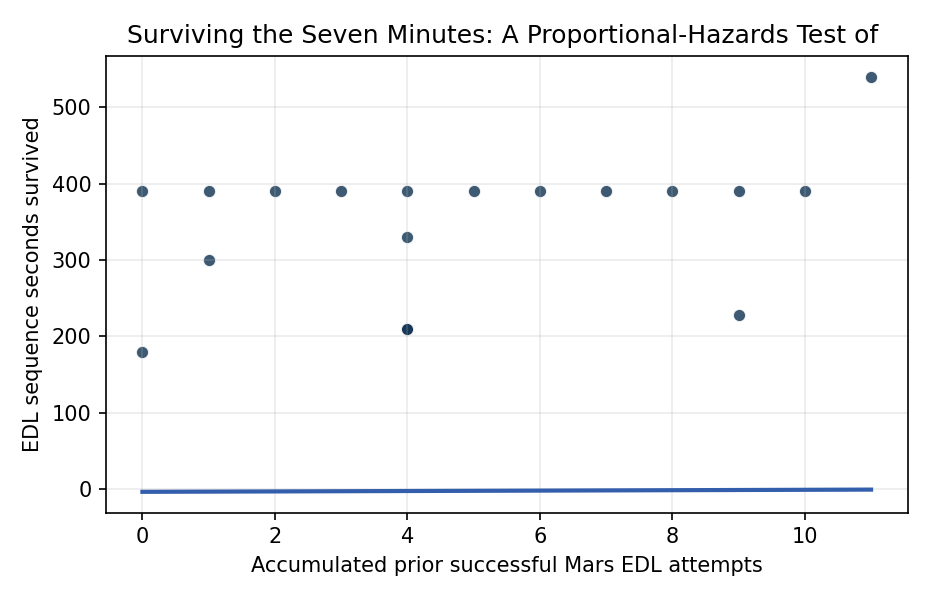 Surviving the Seven Minutes: A Proportional-Hazards Test of
EDL sequence seconds survived
500
400
300
200
100
0
0 2 4 6 8 10
Accumulated prior successful Mars EDL attempts